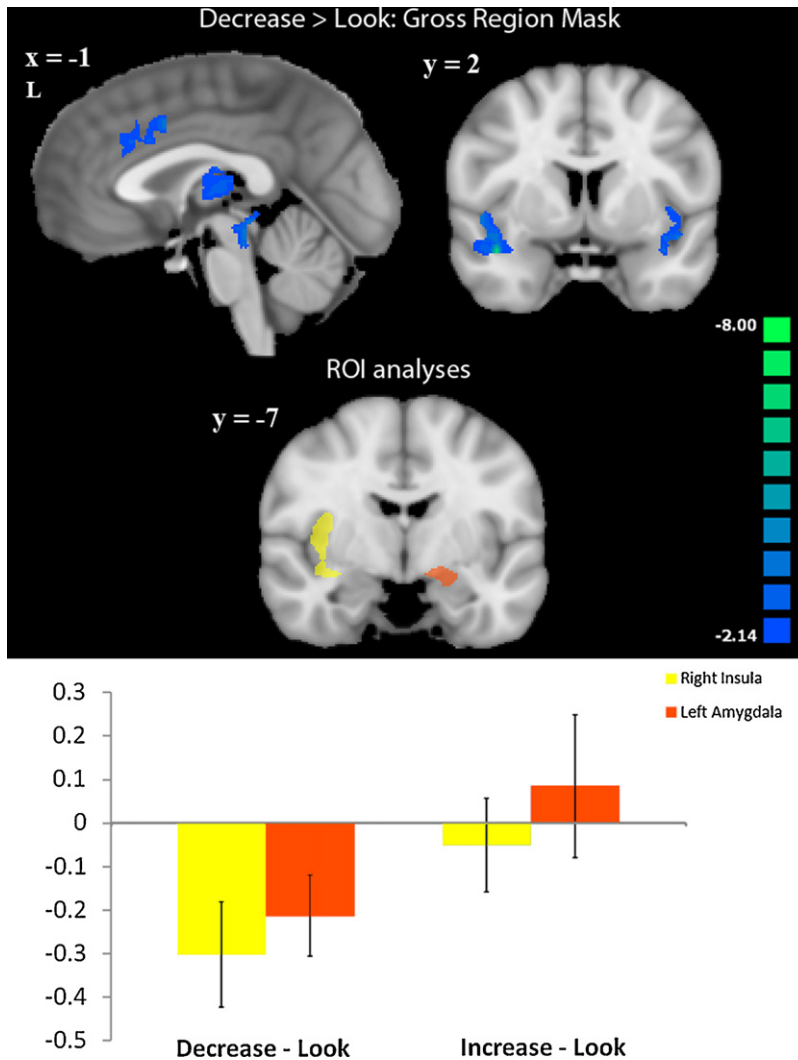 Decrease > Look: Gross Region Mask
x = -1
L
y = 2
-8.00
-2.14
ROI analyses
y = -7
Right Insula
Left Amygdala
0.3
0.2
0.1
0
-0.1
-0.2
-0.3
-0.4
-0.5
Decrease - Look
Increase - Look